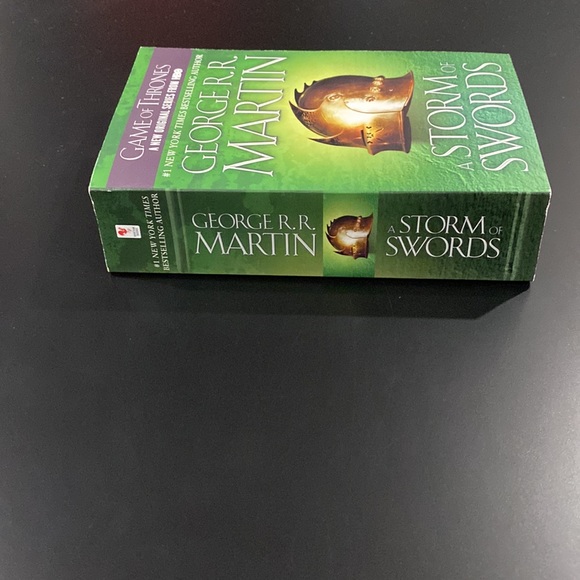 GAME OF THRONES
A NEW ORIGINAL SERIES FROM HBO
#1 NEW YORK TIMES BESTSELLING AUTHOR
GEORGE R.R.
MARTIN
A STORM OF
SWORDS
#1 NEW YORK TIMES
BESTSELLING AUTHOR
GEORGE R. R.
MARTIN
A STORM OF
SWORDS